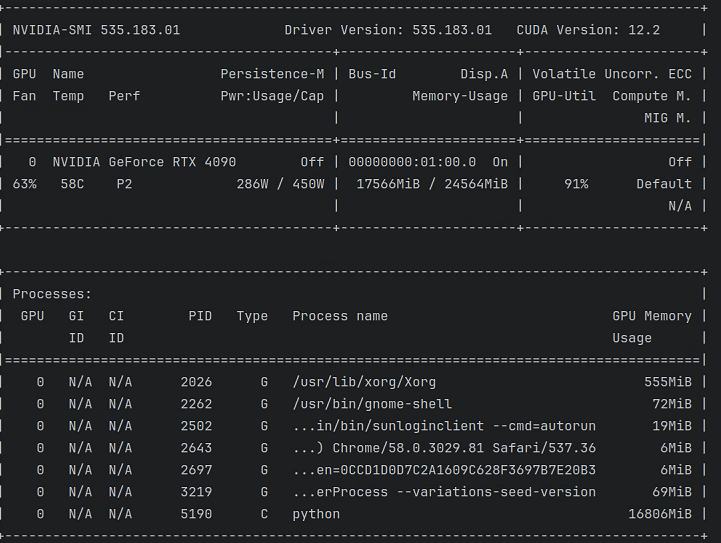 +-----------------------------------------------------------------------------------------+
| NVIDIA-SMI 535.183.01             Driver Version: 535.183.01   CUDA Version: 12.2     |
|-----------------------------------------+----------------------+----------------------+
| GPU  Name                 Persistence-M | Bus-Id        Disp.A | Volatile Uncorr. ECC |
| Fan  Temp   Perf          Pwr:Usage/Cap |         Memory-Usage | GPU-Util  Compute M. |
|                                         |                      |               MIG M. |
|=========================================+======================+======================|
|   0  NVIDIA GeForce RTX 4090        Off | 00000000:01:00.0  On |                  Off |
| 63%   58C    P2             286W / 450W |  17566MiB / 24564MiB |     91%      Default |
|                                         |                      |                  N/A |
+-----------------------------------------+----------------------+----------------------+
+---------------------------------------------------------------------------------------+
| Processes:                                                                            |
|  GPU   GI   CI        PID   Type   Process name                            GPU Memory |
|        ID   ID                                                             Usage      |
|=======================================================================================|
|    0   N/A  N/A      2026      G   /usr/lib/xorg/Xorg                          555MiB |
|    0   N/A  N/A      2262      G   /usr/bin/gnome-shell                         72MiB |
|    0   N/A  N/A      2502      G   ...in/bin/sunloginclient --cmd=autorun       19MiB |
|    0   N/A  N/A      2643      G   ...) Chrome/58.0.3029.81 Safari/537.36        6MiB |
|    0   N/A  N/A      2697      G   ...en=0CCD1D0D7C2A1609C628F3697B7E20B3        6MiB |
|    0   N/A  N/A      3219      G   ...erProcess --variations-seed-version       69MiB |
|    0   N/A  N/A      5190      C   python                                    16806MiB |
+---------------------------------------------------------------------------------------+